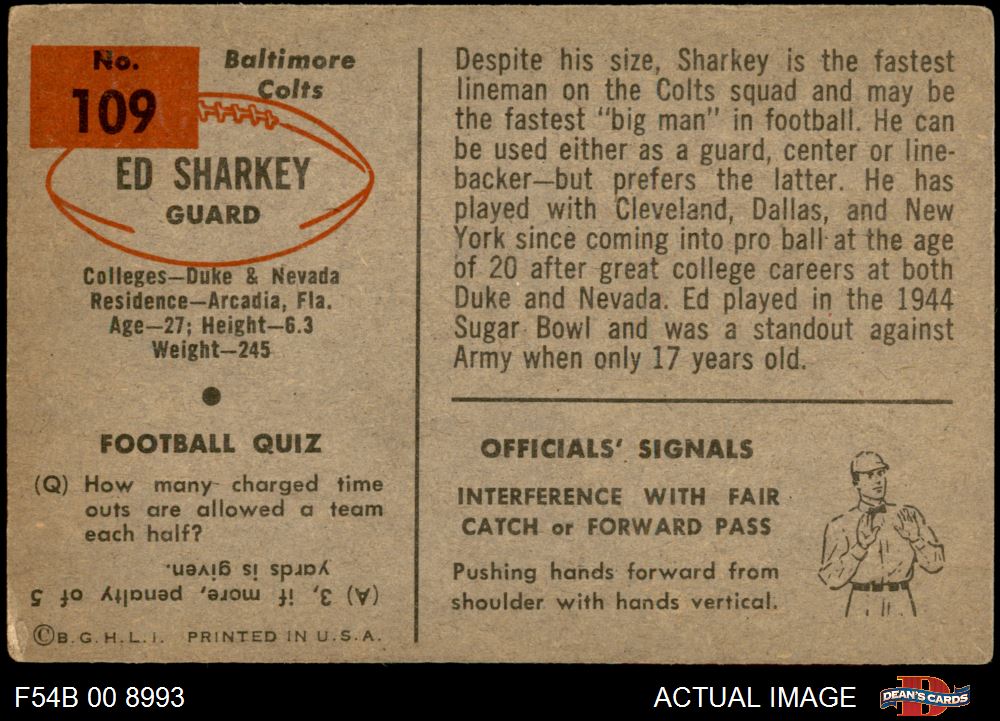 No.
109
Baltimore
Colts
ED SHARKEY
GUARD
Colleges—Duke & Nevada
Residence—Arcadia, Fla.
Age—27; Height—6.3
Weight—245
FOOTBALL QUIZ
(Q) How many charged time
outs are allowed a team
each half?
(A) 3, if more, penalty of 5
yards is given.
©B.G.H.L.I. PRINTED IN U.S.A.
Despite his size, Sharkey is the fastest
lineman on the Colts squad and may be
the fastest "big man" in football. He can
be used either as a guard, center or line-
backer—but prefers the latter. He has
played with Cleveland, Dallas, and New
York since coming into pro ball at the age
of 20 after great college careers at both
Duke and Nevada. Ed played in the 1944
Sugar Bowl and was a standout against
Army when only 17 years old.
OFFICIALS' SIGNALS
INTERFERENCE WITH FAIR
CATCH or FORWARD PASS
Pushing hands forward from
shoulder with hands vertical.
F54B 00 8993
ACTUAL IMAGE
D
DEAN'S CARDS